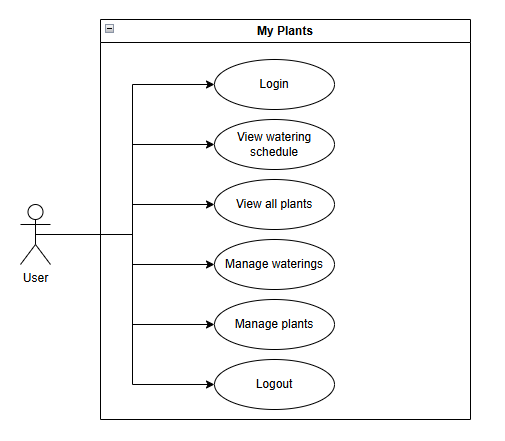 My Plants
Login
View watering
schedule
View all plants
Manage waterings
Manage plants
Logout
User